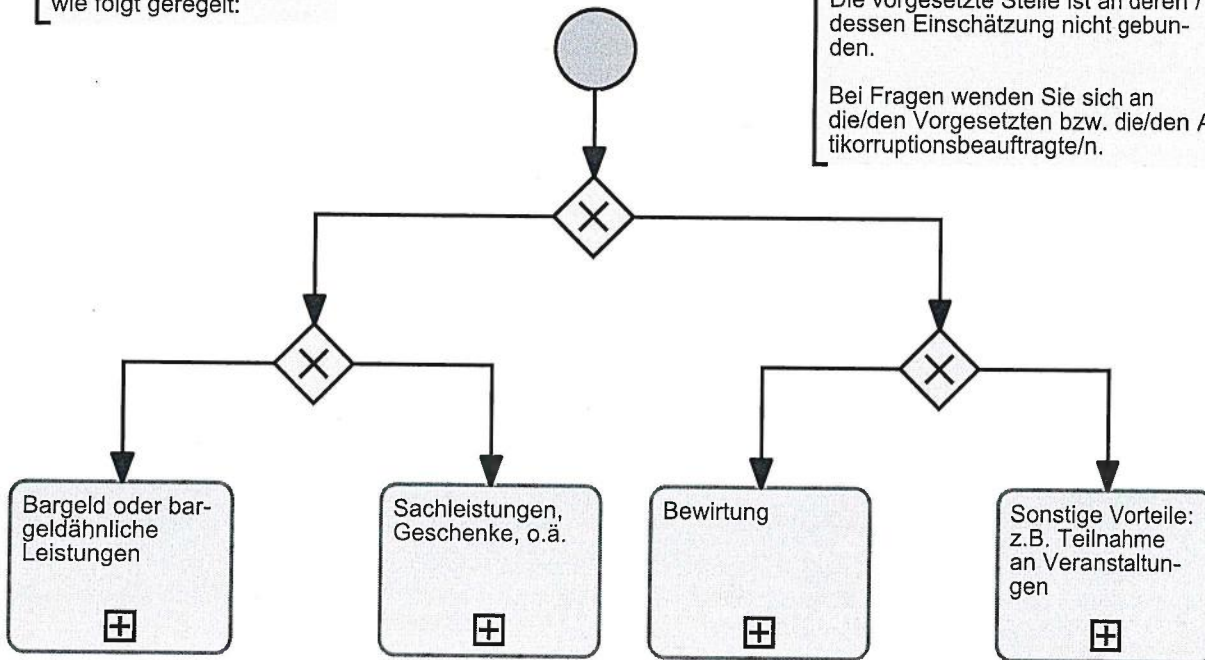 wie folgt geregelt:
Die vorgesetzte Stelle ist an deren /
dessen Einschätzung nicht gebun-
den.
Bei Fragen wenden Sie sich an
die/den Vorgesetzten bzw. die/den A
tikorruptionsbeauftragte/n.
Bargeld oder bar-
geldähnliche
Leistungen
Sachleistungen,
Geschenke, o.ä.
Bewirtung
Sonstige Vorteile:
z.B. Teilnahme
an Veranstaltun-
gen